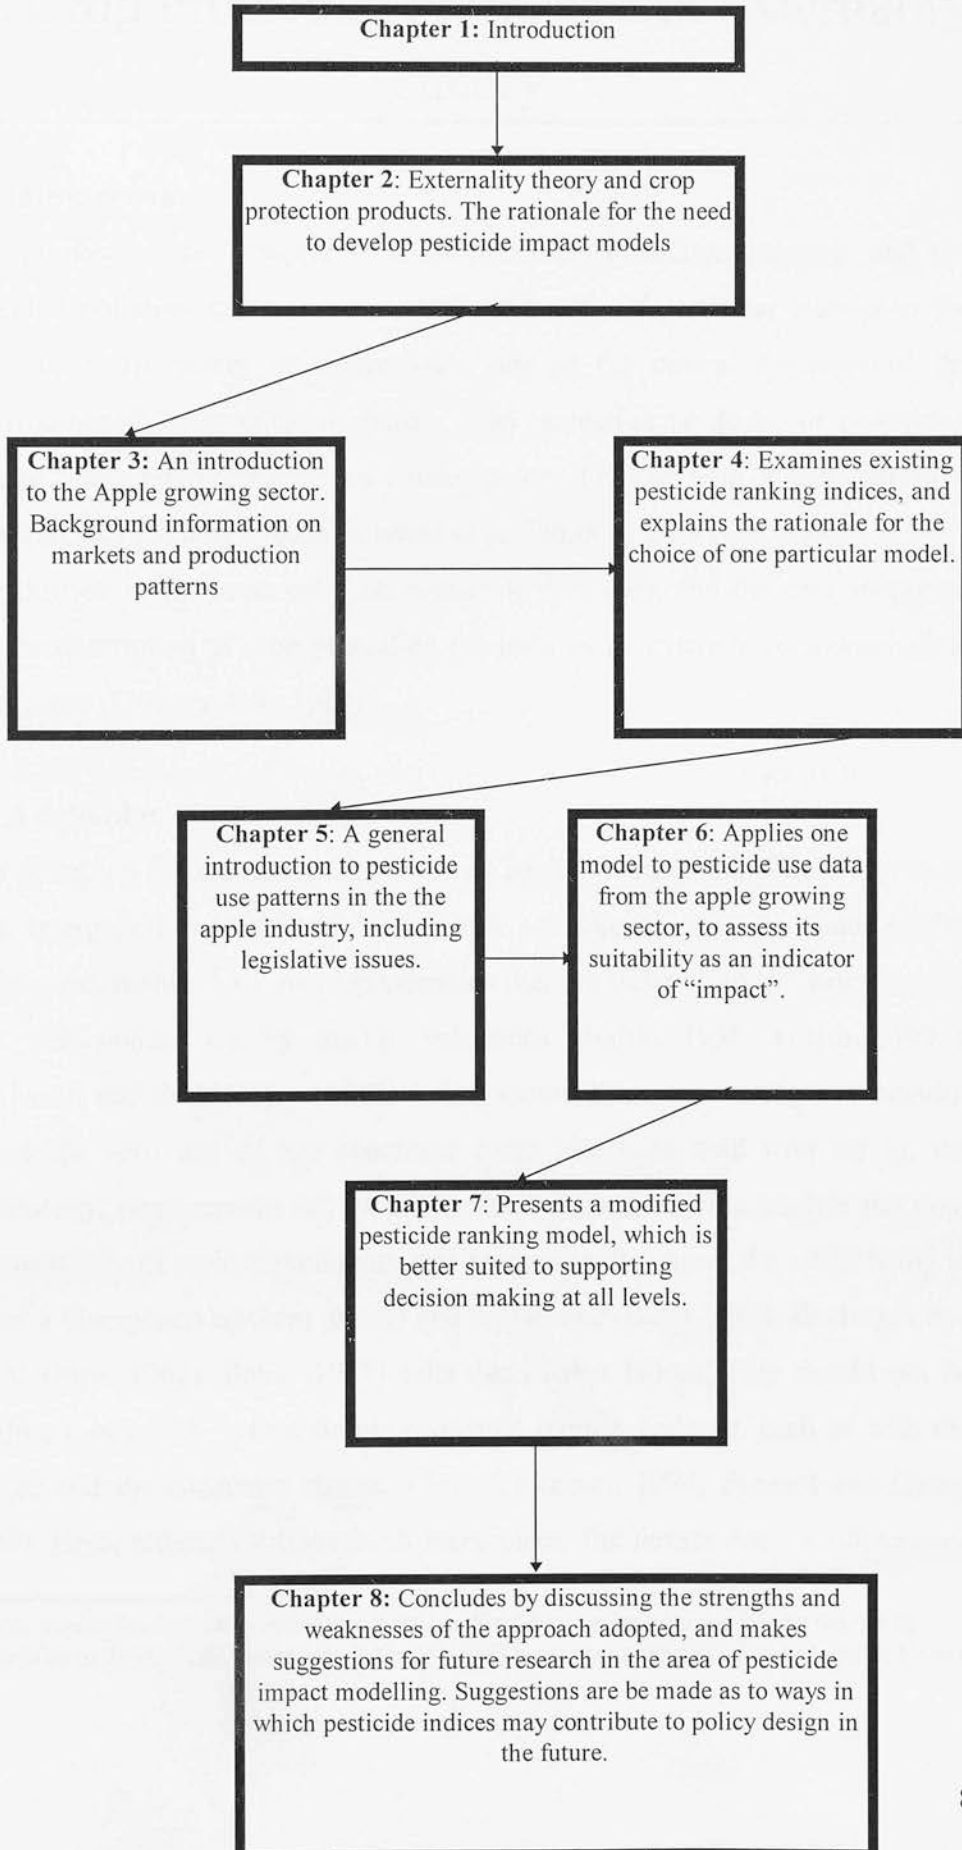 Chapter 1: Introduction
Chapter 2: Externality theory and crop
protection products. The rationale for the need
to develop pesticide impact models
Chapter 3: An introduction
to the Apple growing sector.
Background information on
markets and production
patterns
Chapter 4: Examines existing
pesticide ranking indices, and
explains the rationale for the
choice of one particular model.
Chapter 5: A general
introduction to pesticide
use patterns in the the
apple industry, including
legislative issues.
Chapter 6: Applies one
model to pesticide use data
from the apple growing
sector, to assess its
suitability as an indicator
of “impact”.
Chapter 7: Presents a modified
pesticide ranking model, which is
better suited to supporting
decision making at all levels.
Chapter 8: Concludes by discussing the strengths and
weaknesses of the approach adopted, and makes
suggestions for future research in the area of pesticide
impact modelling. Suggestions are be made as to ways in
which pesticide indices may contribute to policy design in
the future.